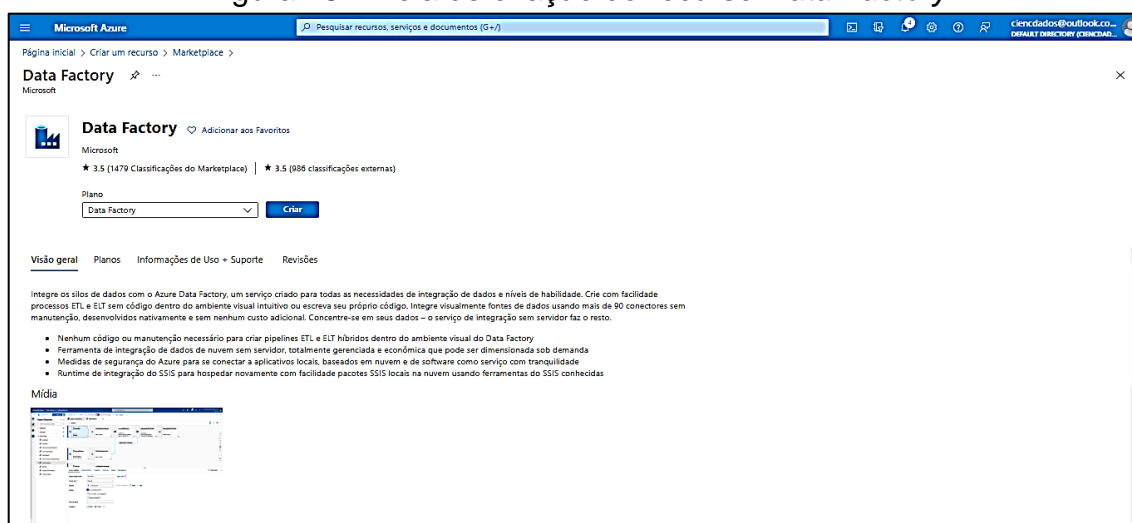 Microsoft Azure
Pesquisar recursos, serviços e documentos (G+/)
ciencdados@outlook.co...
DEFAULT DIRECTORY (CIENCDAD...
Página inicial > Criar um recurso > Marketplace >
Data Factory
Microsoft
Data Factory
Adicionar aos Favoritos
Microsoft
★ 3.5 (1479 Classificações do Marketplace) | ★ 3.5 (986 classificações externas)
Plano
Data Factory
Criar
Visão geral Planos Informações de Uso + Suporte Revisões
Integre os silos de dados com o Azure Data Factory, um serviço criado para todas as necessidades de integração de dados e níveis de habilidade. Crie com facilidade
processos ETL e ELT sem código dentro do ambiente visual intuitivo ou escreva seu próprio código. Integre visualmente fontes de dados usando mais de 90 conectores sem
manutenção, desenvolvidos nativamente e sem nenhum custo adicional. Concentre-se em seus dados – o serviço de integração sem servidor faz o resto.
• Nenhum código ou manutenção necessário para criar pipelines ETL e ELT híbridos dentro do ambiente visual do Data Factory
• Ferramenta de integração de dados de nuvem sem servidor, totalmente gerenciada e econômica que pode ser dimensionada sob demanda
• Medidas de segurança do Azure para se conectar a aplicativos locais, baseados em nuvem e de software como serviço com tranquilidade
• Runtime de integração do SSIS para hospedar novamente com facilidade pacotes SSIS locais na nuvem usando ferramentas do SSIS conhecidas
Mídia